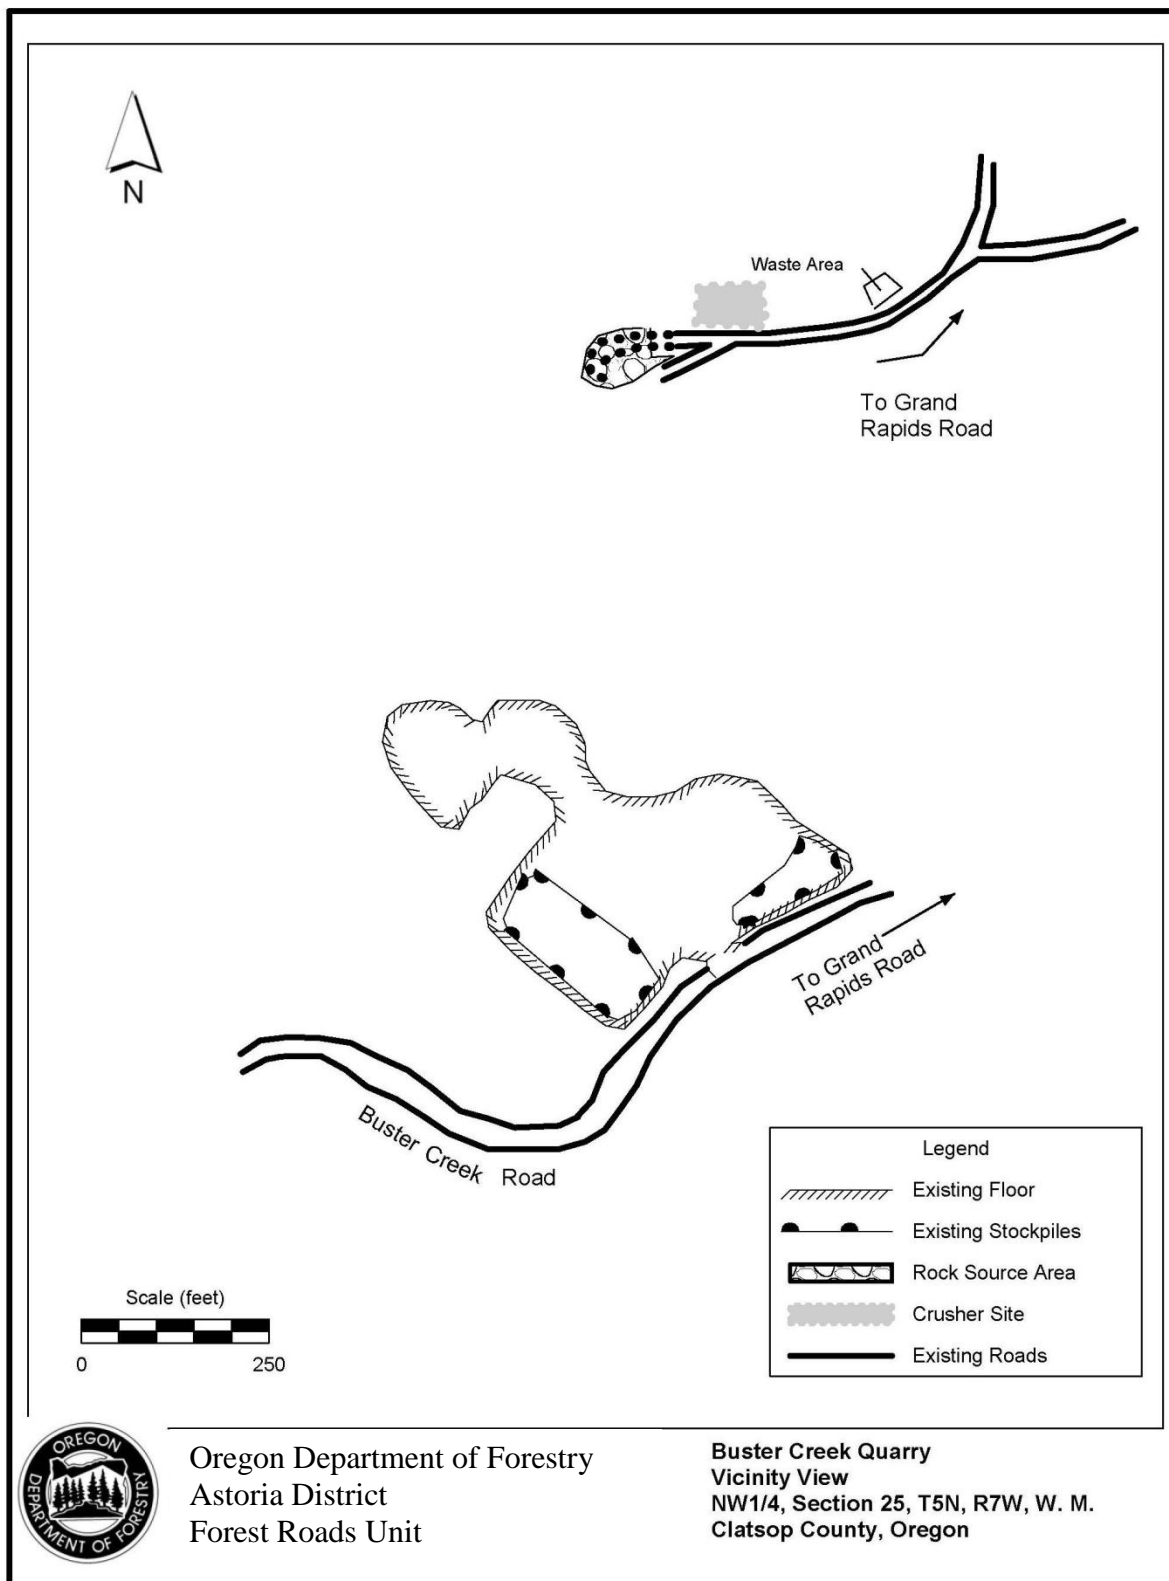 N
Waste Area
To Grand
Rapids Road
To Grand
Rapids Road
Buster Creek Road
Legend
Existing Floor
Existing Stockpiles
Rock Source Area
Crusher Site
Existing Roads
Scale (feet)
0 250
OREGON
DEPARTMENT OF FORESTRY
Oregon Department of Forestry
Astoria District
Forest Roads Unit
Buster Creek Quarry
Vicinity View
NW1/4, Section 25, T5N, R7W, W. M.
Clatsop County, Oregon